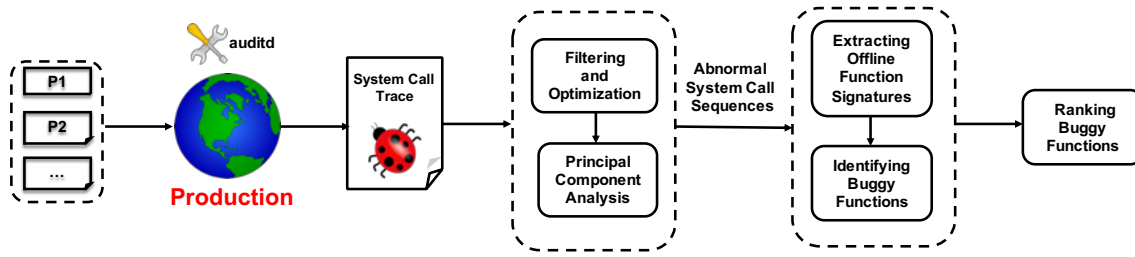 P1
P2
...
auditd
Production
System Call
Trace
Filtering
and
Optimization
Principal
Component
Analysis
Abnormal
System Call
Sequences
Extracting
Offline
Function
Signatures
Identifying
Buggy
Functions
Ranking
Buggy
Functions